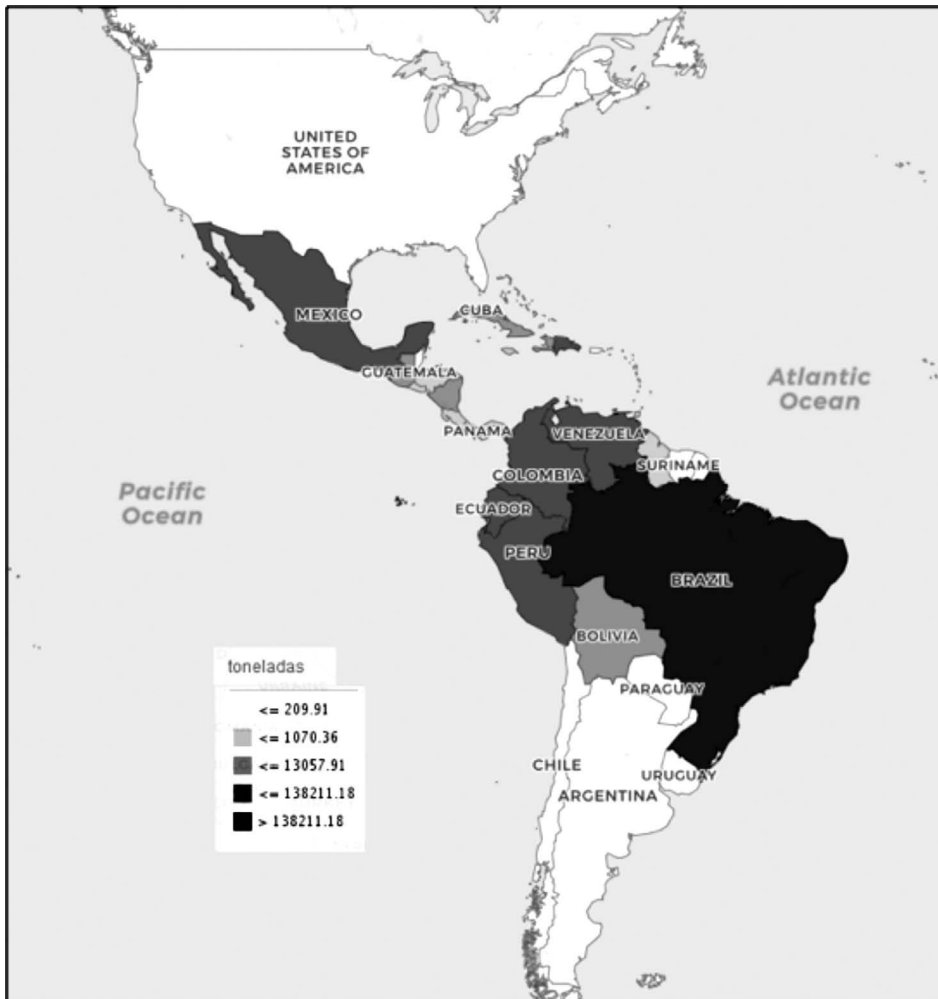 UNITED
STATES OF
AMERICA
MEXICO
CUBA
GUATEMALA
Atlantic
Ocean
PANAMA
VENEZUELA
SURINAME
COLOMBIA
Pacific
Ocean
ECUADOR
PERU
BRAZIL
BOLIVIA
toneladas
PARAGUAY
<= 209.91
<= 1070.36
<= 13057.91
<= 138211.18
> 138211.18
CHILE
URUGUAY
ARGENTINA